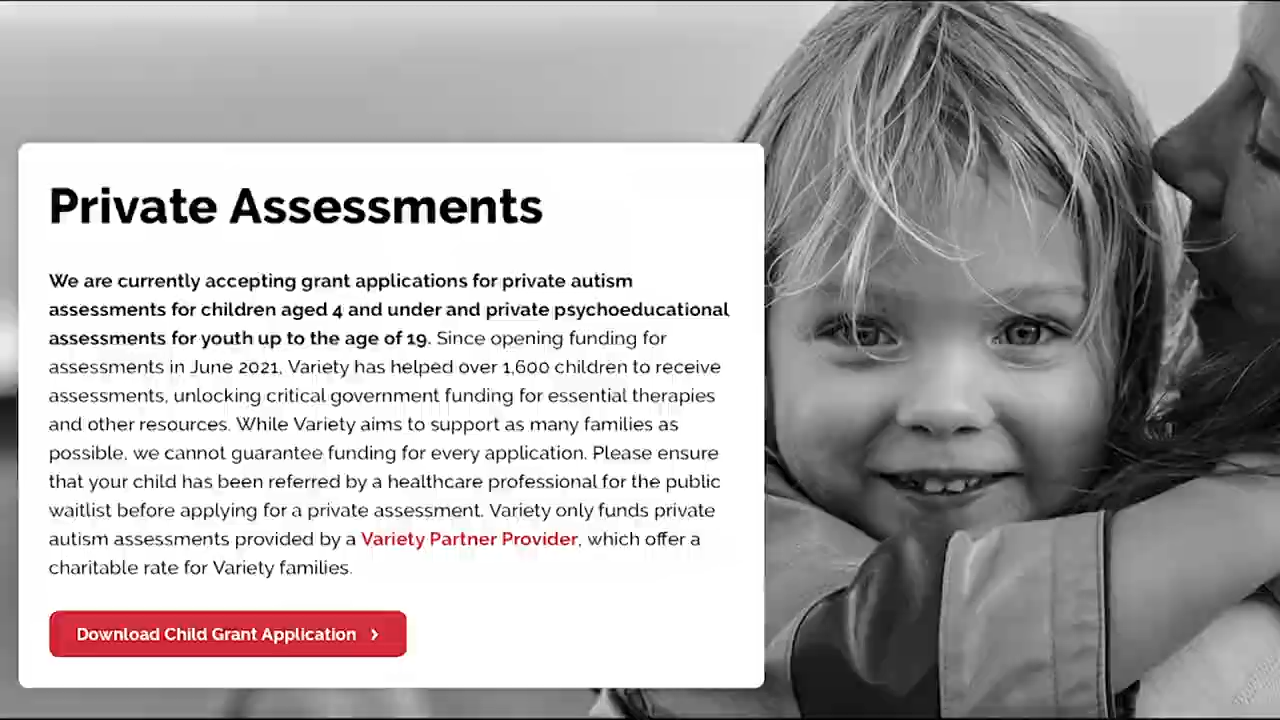 Private Assessments
We are currently accepting grant applications for private autism
assessments for children aged 4 and under and private psychoeducational
assessments for youth up to the age of 19. Since opening funding for
assessments in June 2021, Variety has helped over 1,600 children to receive
assessments, unlocking critical government funding for essential therapies
and other resources. While Variety aims to support as many families as
possible, we cannot guarantee funding for every application. Please ensure
that your child has been referred by a healthcare professional for the public
waitlist before applying for a private assessment. Variety only funds private
autism assessments provided by a Variety Partner Provider, which offer a
charitable rate for Variety families.
Download Child Grant Application >